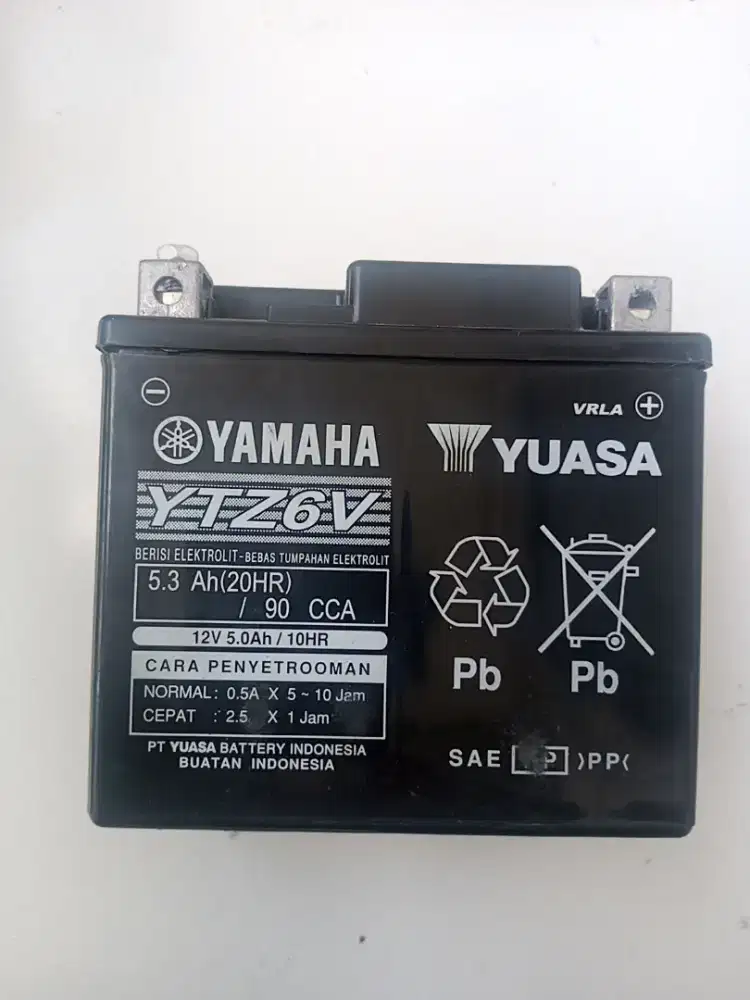 VRLA
YAMAHA
YUASA
YTZ6V
BERISI ELEKTROLIT - BEBAS TUMPAHAN ELEKTROLIT
5.3 Ah(20HR)
/ 90 CCA
12V 5.0Ah / 10HR
CARA PENYETROOMAN
NORMAL : 0.5A X 5 ~ 10 Jam
CEPAT : 2.5 X 1 Jam
PT YUASA BATTERY INDONESIA
BUATAN INDONESIA
Pb
Pb
SAE P >PP<